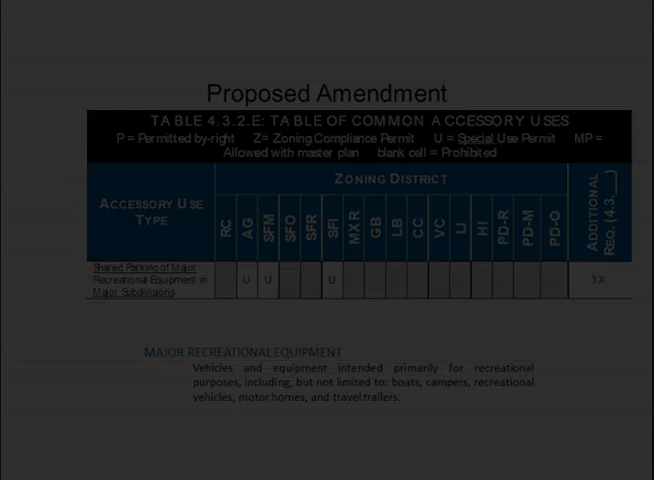 Proposed Amendment
TABLE 4.3.2.E: TABLE OF COMMON ACCESSORY USES
P = Permitted by-right Z= Zoning Compliance Permit U = Special Use Permit MP =
Allowed with master plan blank cell = Prohibited
ACCESSORY USE
TYPE
ZONING DISTRICT
ADDITIONAL
REQ. (4.3.__)
RC AG SFM SFO SFR SFI MXR GB LB CC VC LI HI PD-R PD-M PD-O
Shared Parking of Major
Recreational Equipment in
Major Subdivisions
U U U 3.X
MAJOR RECREATIONAL EQUIPMENT
Vehicles and equipment intended primarily for recreational
purposes, including, but not limited to: boats, campers, recreational
vehicles, motor homes, and travel trailers.